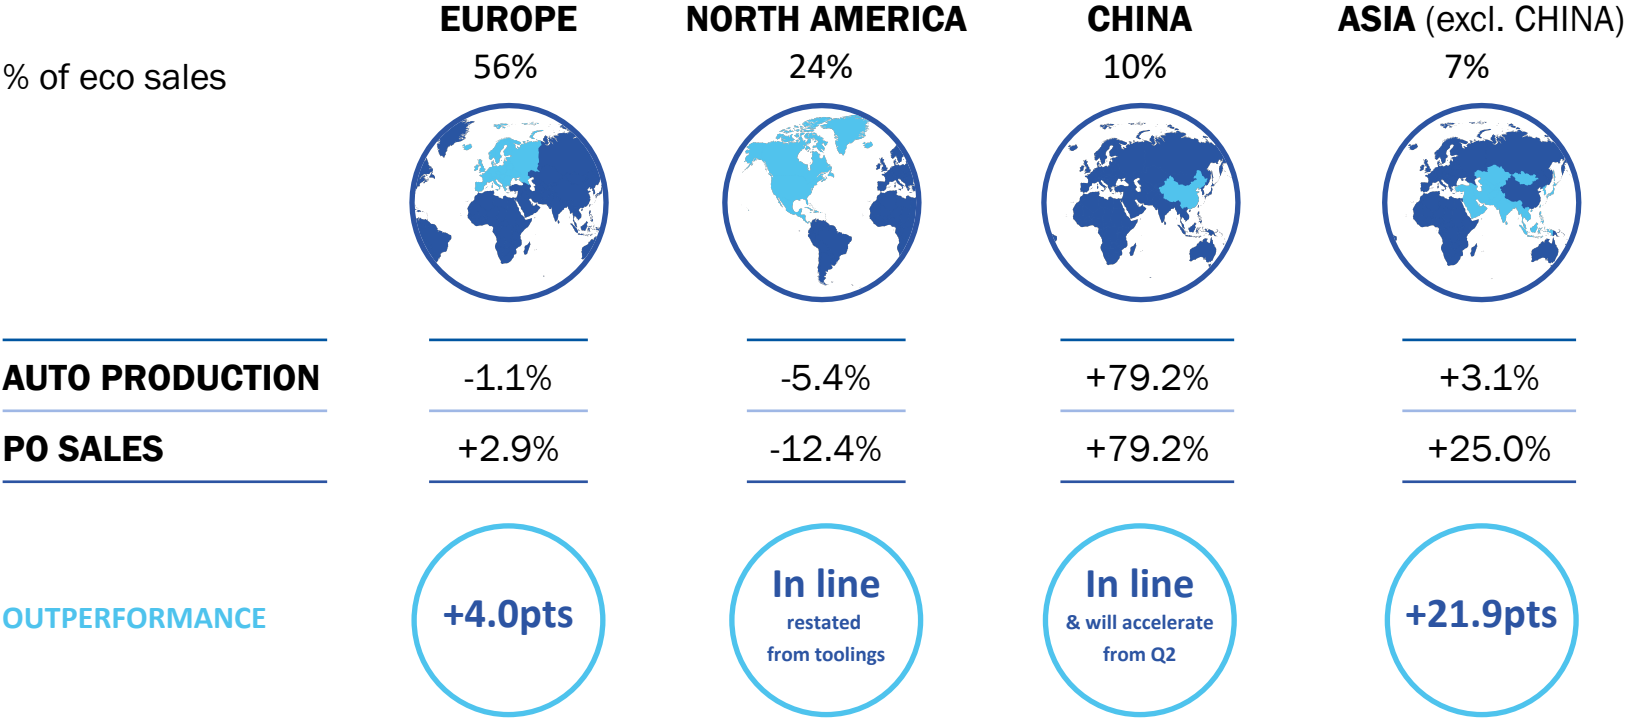 EUROPE NORTH AMERICA CHINA ASIA (excl. CHINA)
% of eco sales 56% 24% 10% 7%
AUTO PRODUCTION -1.1% -5.4% +79.2% +3.1%
PO SALES +2.9% -12.4% +79.2% +25.0%
OUTPERFORMANCE
+4.0pts
In line
restated
from toolings
In line
& will accelerate
from Q2
+21.9pts